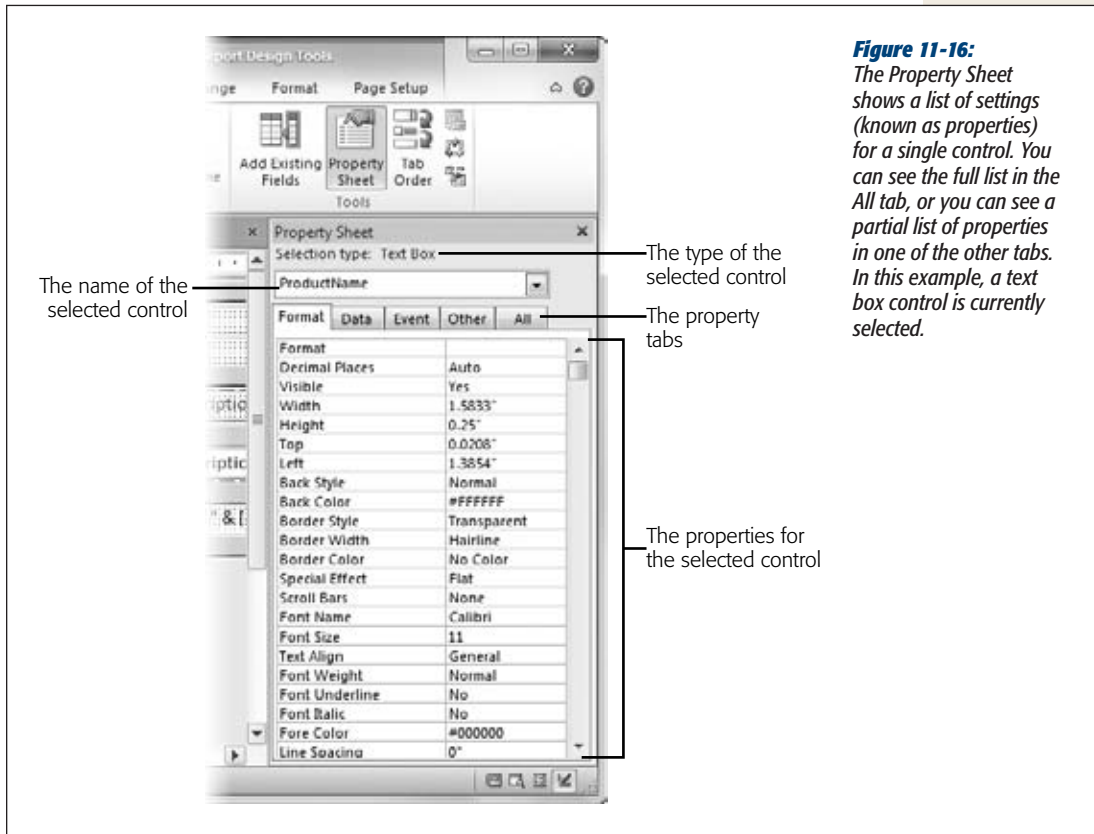 Figure 11-16:
The Property Sheet
shows a list of settings
(known as properties)
for a single control. You
can see the full list in the
All tab, or you can see a
partial list of properties
in one of the other tabs.
In this example, a text
box control is currently
selected.
Design Tools
Format Page Setup
Add Existing Fields
Property Sheet
Tab Order
Tools
Property Sheet
Selection type: Text Box
ProductName
Format Data Event Other All
Format
Decimal Places Auto
Visible Yes
Width 1.5833"
Height 0.25"
Top 0.0208"
Left 1.3854"
Back Style Normal
Back Color #FFFFFF
Border Style Transparent
Border Width Hairline
Border Color No Color
Special Effect Flat
Scroll Bars None
Font Name Calibri
Font Size 11
Text Align General
Font Weight Normal
Font Underline No
Font Italic No
Fore Color #000000
Line Spacing 0"
" & [
The name of the
selected control
The type of the
selected control
The property
tabs
The properties for
the selected control